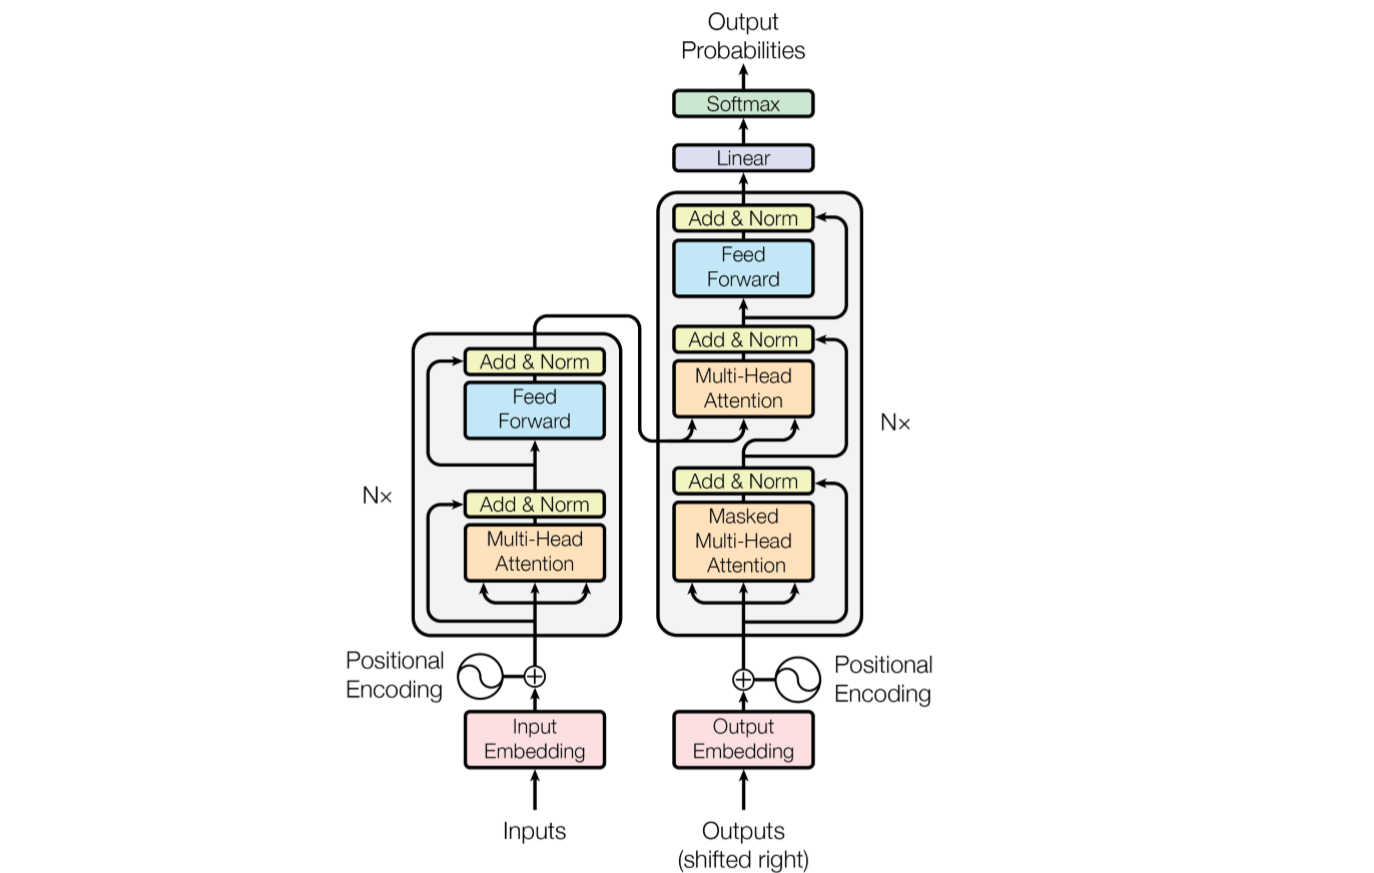 Output
Probabilities
Softmax
Linear
Add & Norm
Feed
Forward
Add & Norm
Multi-Head
Attention
N×
Add & Norm
Masked
Multi-Head
Attention
Add & Norm
Feed
Forward
N×
Add & Norm
Multi-Head
Attention
Positional
Encoding
Positional
Encoding
Input
Embedding
Output
Embedding
Inputs
Outputs
(shifted right)